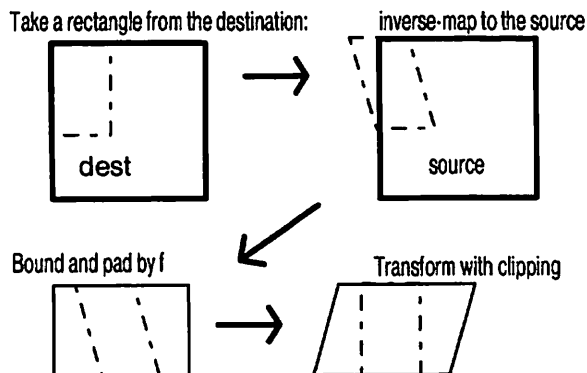 Take a rectangle from the destination:
inverse-map to the source
dest
source
Bound and pad by f
Transform with clipping